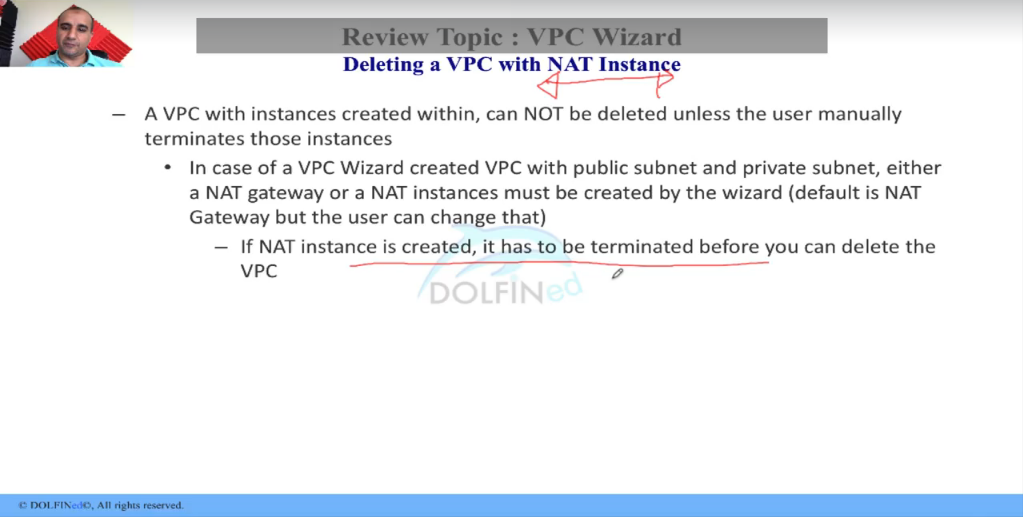 Review Topic : VPC Wizard
Deleting a VPC with NAT Instance
– A VPC with instances created within, can NOT be deleted unless the user manually
terminates those instances
• In case of a VPC Wizard created VPC with public subnet and private subnet, either
a NAT gateway or a NAT instances must be created by the wizard (default is NAT
Gateway but the user can change that)
– If NAT instance is created, it has to be terminated before you can delete the
VPC
DOLFINed
© DOLFINed©, All rights reserved.